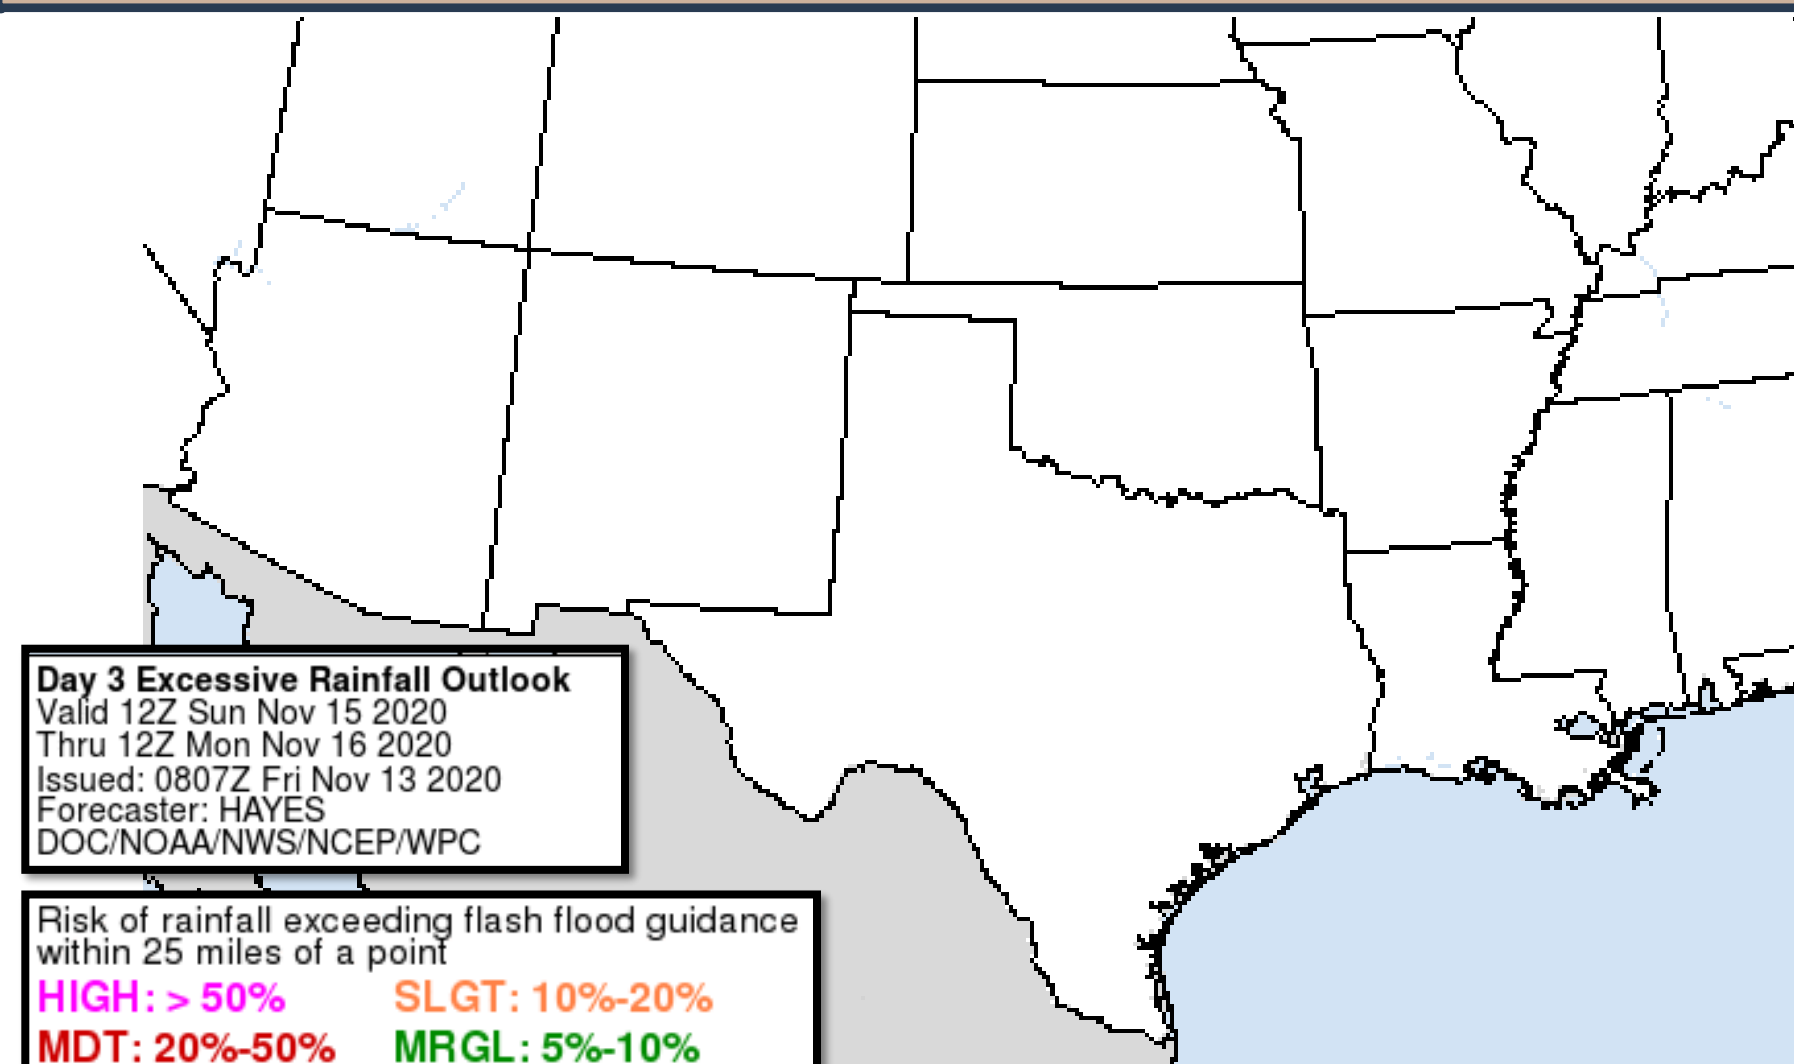 Day 3 Excessive Rainfall Outlook
Valid 12Z Sun Nov 15 2020
Thru 12Z Mon Nov 16 2020
Issued: 0807Z Fri Nov 13 2020
Forecaster: HAYES
DOC/NOAA/NWS/NCEP/WPC
Risk of rainfall exceeding flash flood guidance
within 25 miles of a point
HIGH: > 50% SLGT: 10%-20%
MDT: 20%-50% MRGL: 5%-10%